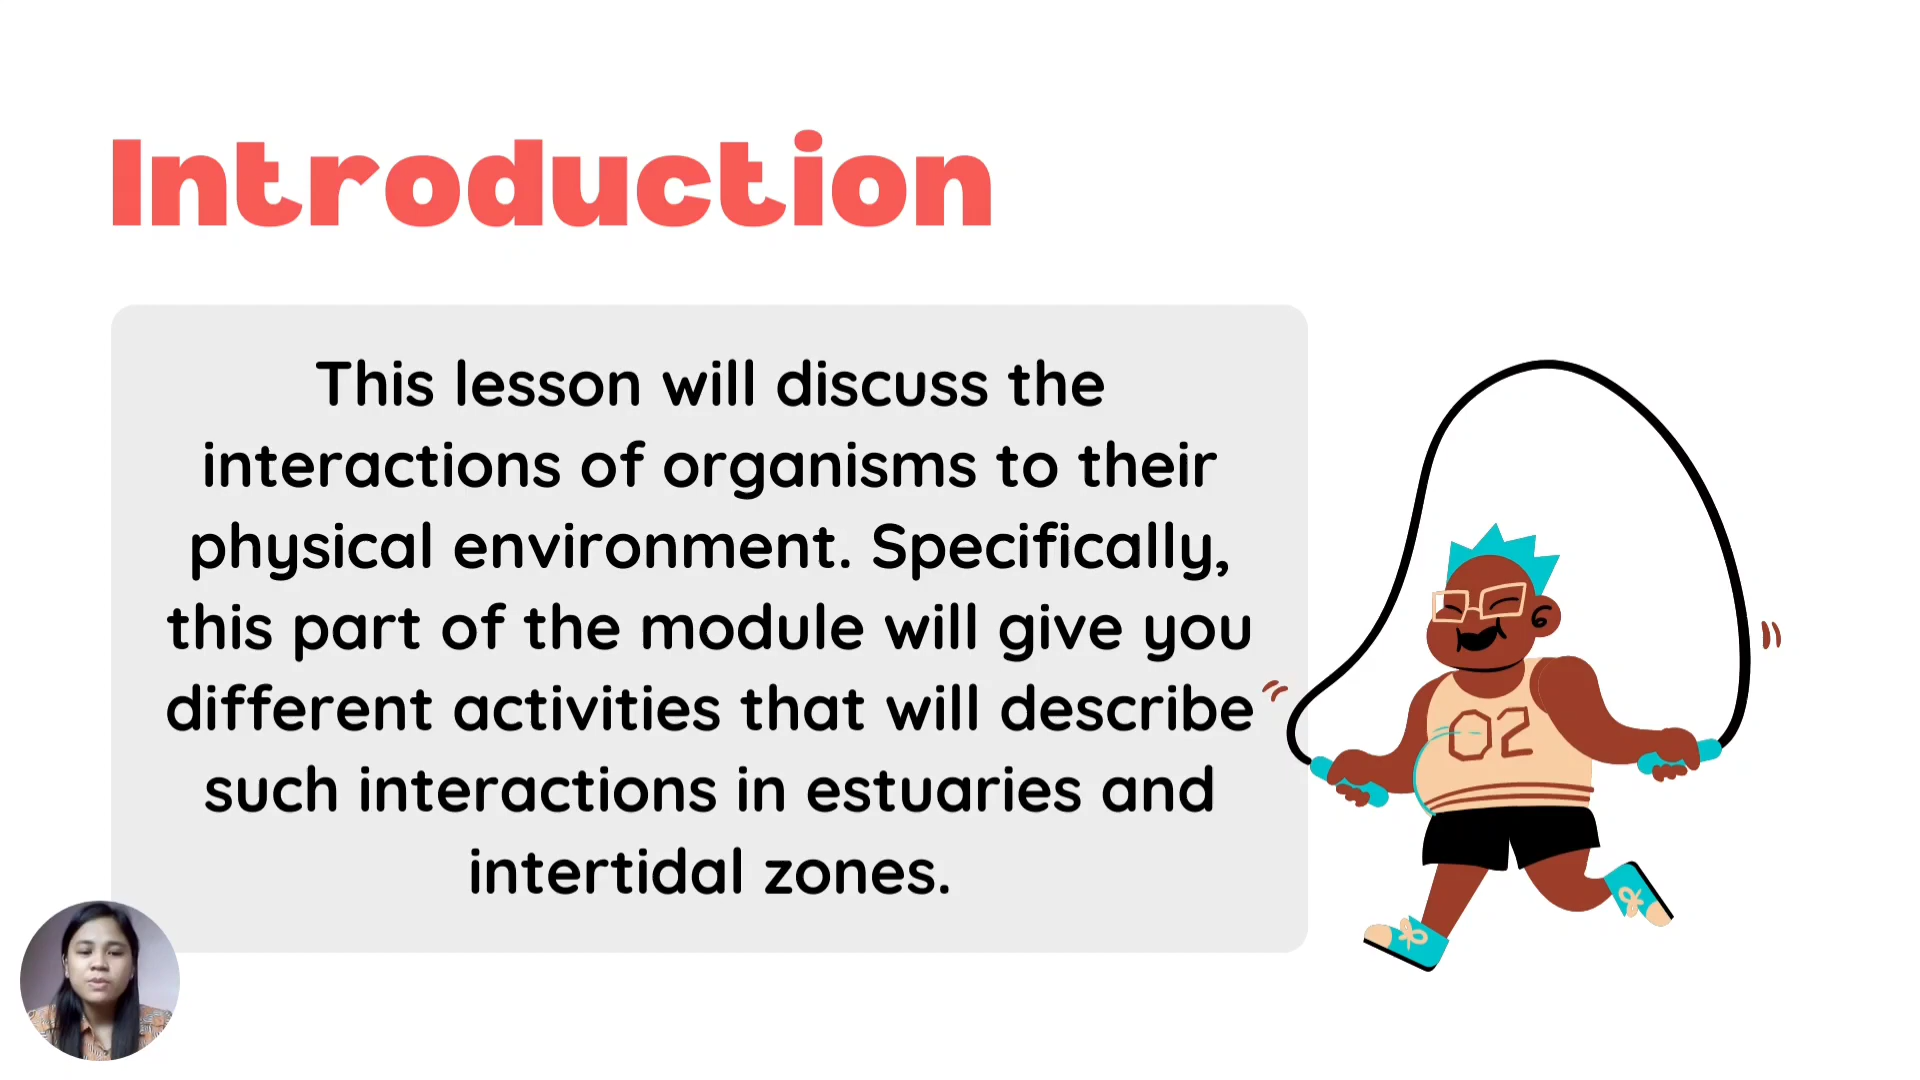 Introduction
This lesson will discuss the
interactions of organisms to their
physical environment. Specifically,
this part of the module will give you
different activities that will describe
such interactions in estuaries and
intertidal zones.
02